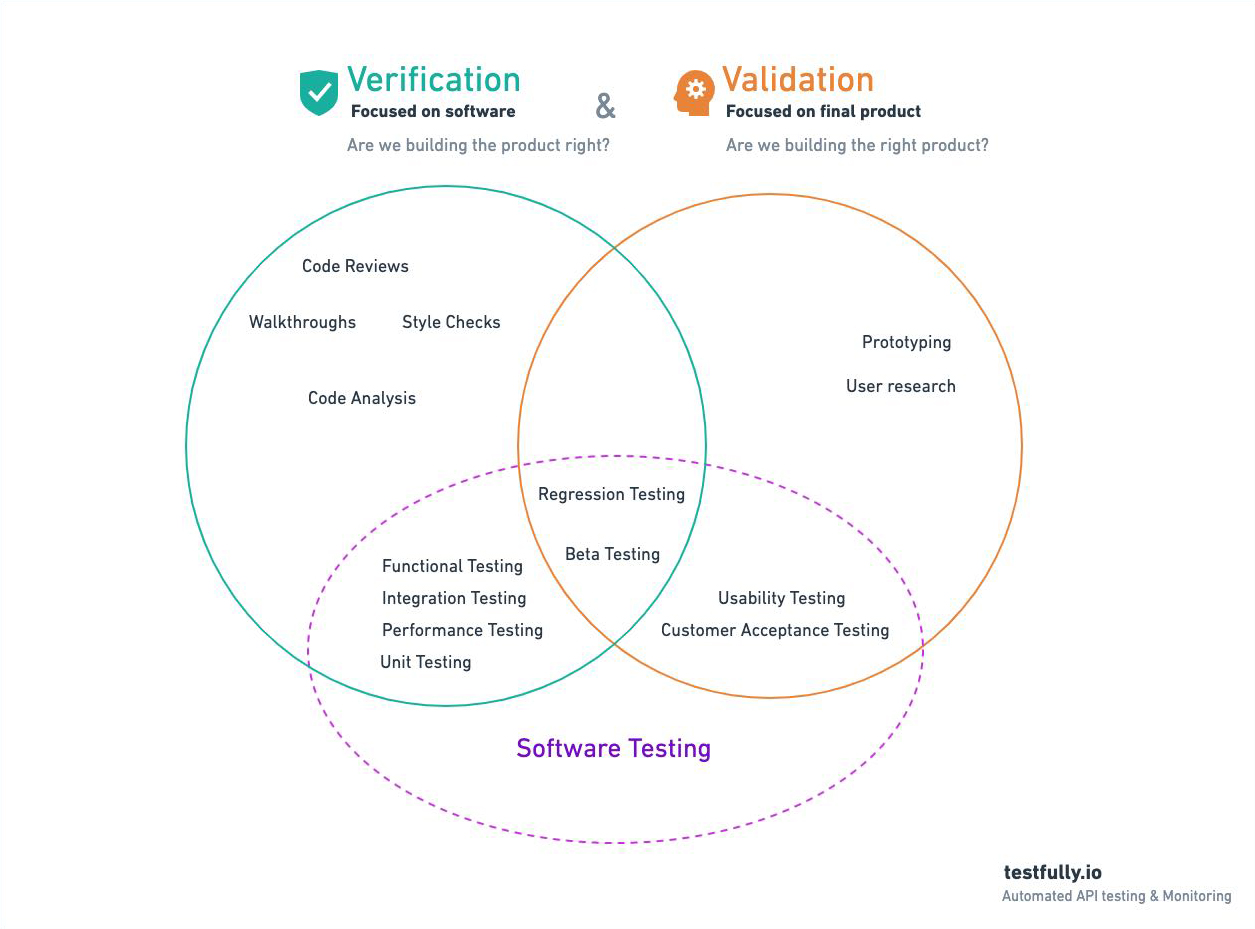 Verification
Focused on software
Are we building the product right?
&
Validation
Focused on final product
Are we building the right product?
Code Reviews
Walkthroughs
Style Checks
Code Analysis
Prototyping
User research
Regression Testing
Beta Testing
Functional Testing
Integration Testing
Performance Testing
Unit Testing
Usability Testing
Customer Acceptance Testing
Software Testing
testfully.io
Automated API testing & Monitoring